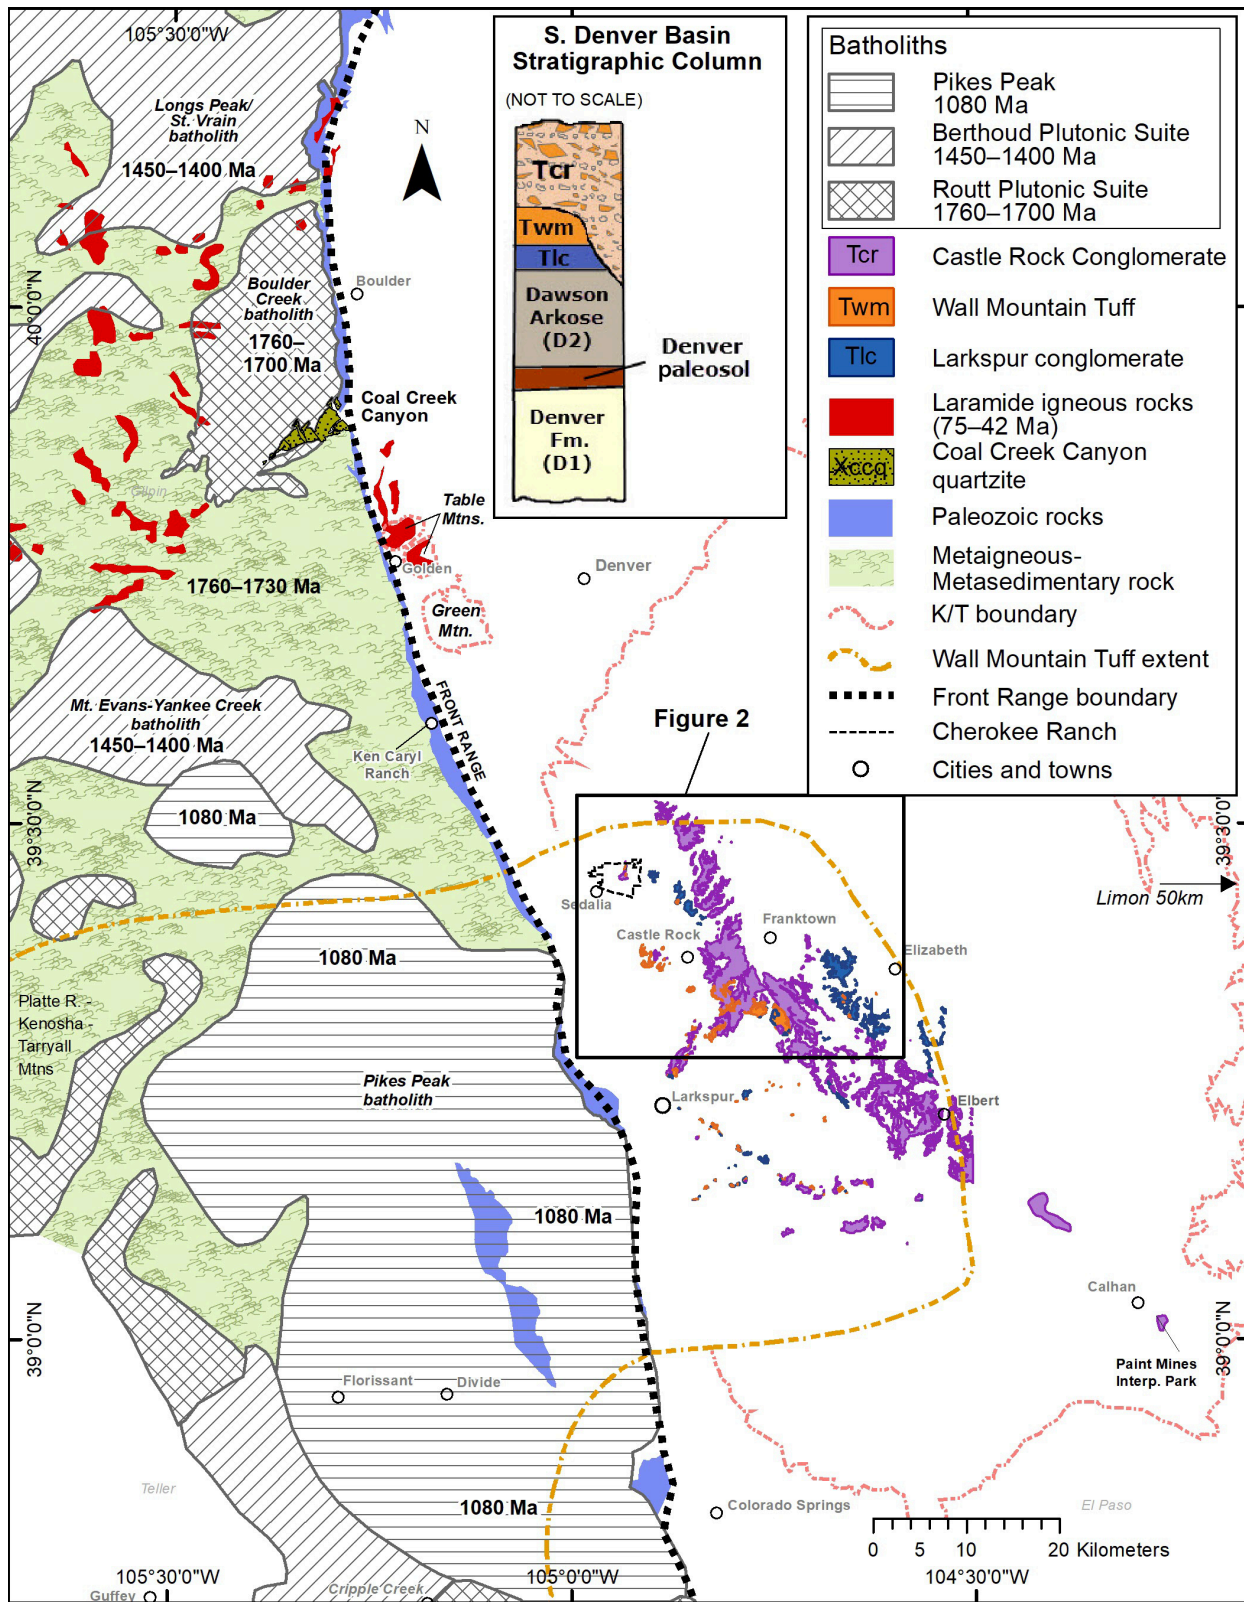 105°30'0"W
Longs Peak/
St. Vrain
batholith
1450–1400 Ma
N
40°0'0"N
Boulder
Boulder
Creek
batholith
1760–
1700 Ma
Coal Creek
Canyon
Gilpin
Table
Mtns.
Golden
Denver
1760–1730 Ma
Green
Mtn.
Mt. Evans-Yankee Creek
batholith
1450–1400 Ma
FRONT RANGE
Ken Caryl
Ranch
1080 Ma
39°30'0"N
Figure 2
39°30'0"N
Limon 50km
Sedalia
Castle Rock
Franktown
Elizabeth
1080 Ma
Platte R. -
Kenosha -
Tarryall
Mtns
Pikes Peak
batholith
Larkspur
Elbert
1080 Ma
Calhan
39°0'0"N
39°0'0"N
Paint Mines
Interp. Park
Florissant
Divide
Teller
1080 Ma
Colorado Springs
El Paso
0 5 10 20 Kilometers
105°30'0"W
105°0'0"W
104°30'0"W
Guffey
Cripple Creek
S. Denver Basin
Stratigraphic Column
(NOT TO SCALE)
Tcr
Twm
Tlc
Dawson
Arkose
(D2)
Denver
paleosol
Denver
Fm.
(D1)
Batholiths
Pikes Peak
1080 Ma
Berthoud Plutonic Suite
1450–1400 Ma
Routt Plutonic Suite
1760–1700 Ma
Tcr Castle Rock Conglomerate
Twm Wall Mountain Tuff
Tlc Larkspur conglomerate
Laramide igneous rocks
(75–42 Ma)
Xccq Coal Creek Canyon
quartzite
Paleozoic rocks
Metaigneous-
Metasedimentary rock
K/T boundary
Wall Mountain Tuff extent
Front Range boundary
Cherokee Ranch
Cities and towns